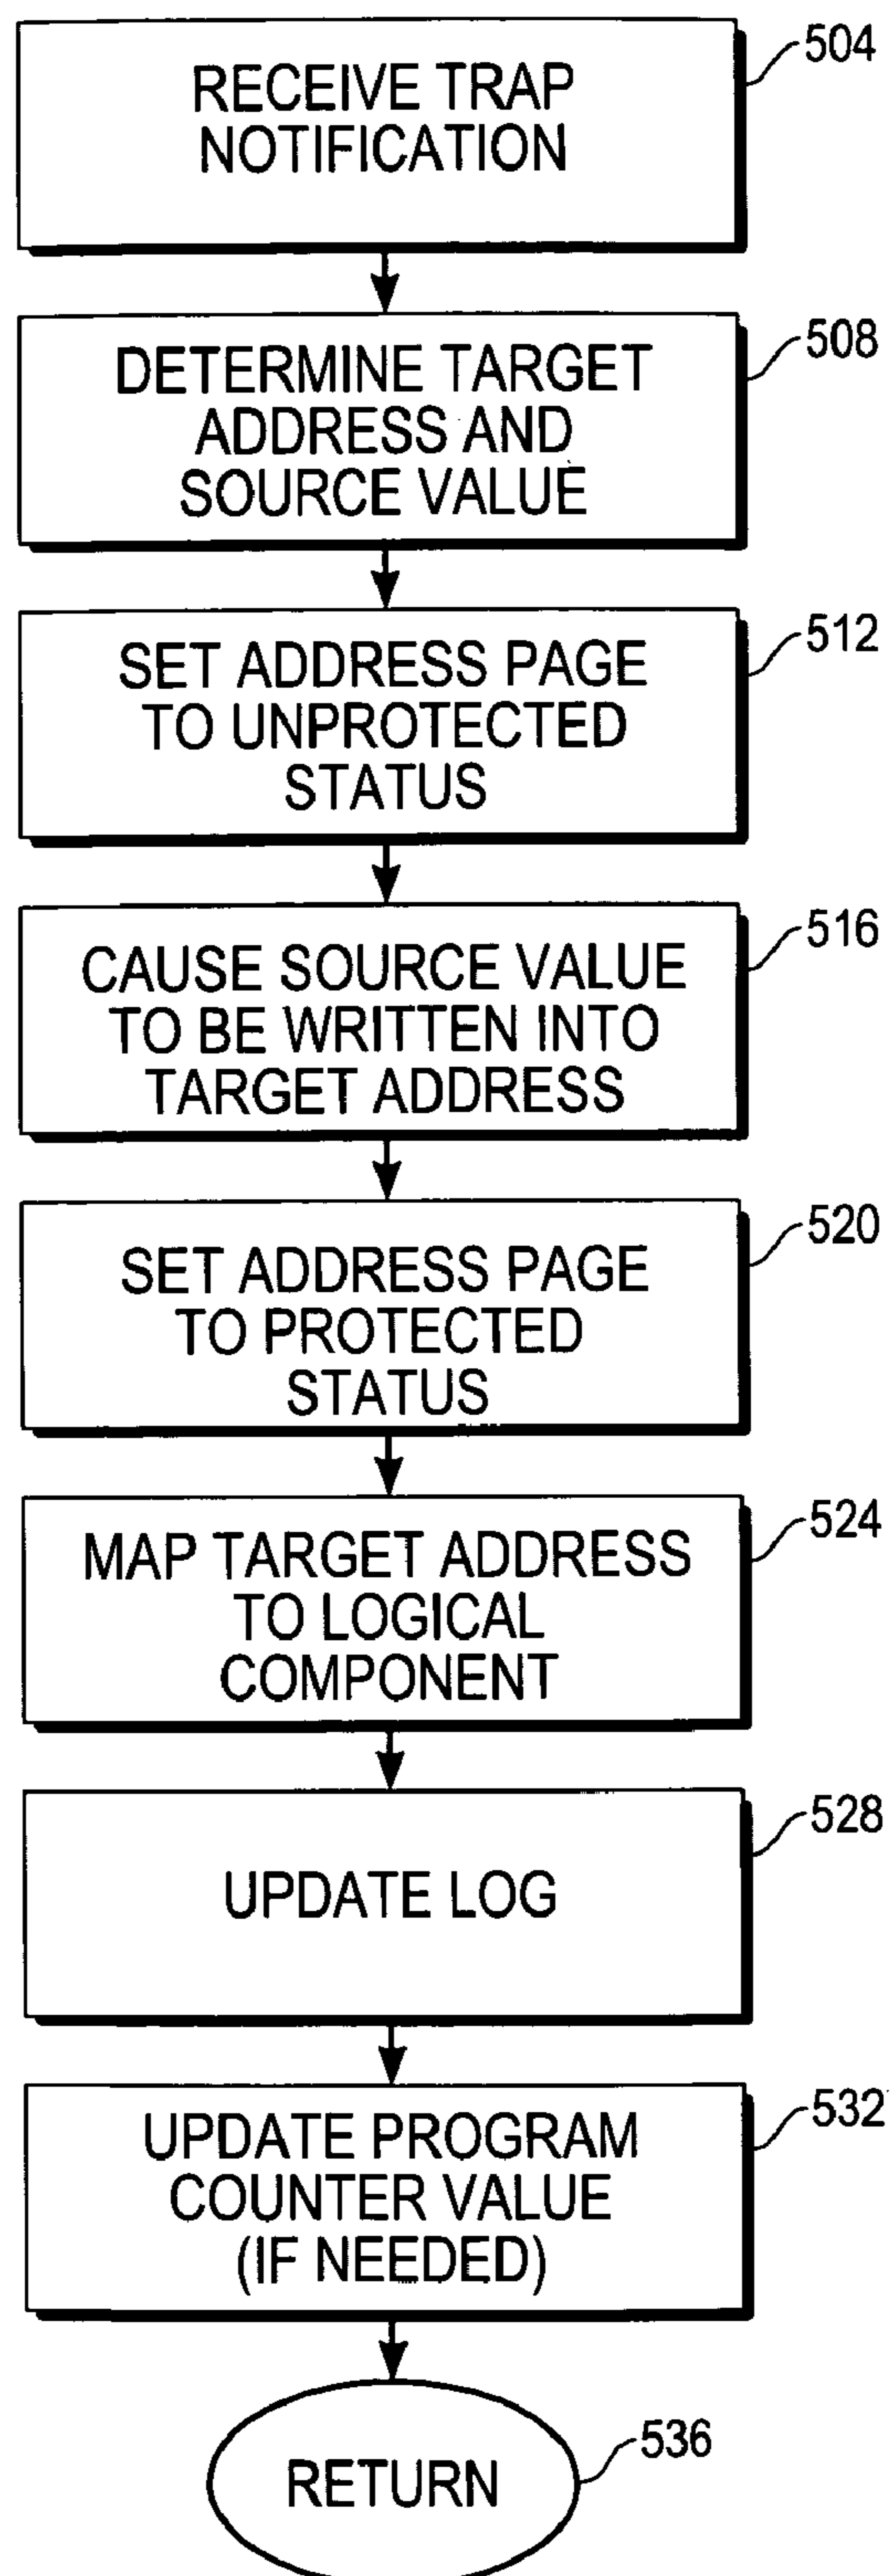 RECEIVE TRAP
NOTIFICATION
504
DETERMINE TARGET
ADDRESS AND
SOURCE VALUE
508
SET ADDRESS PAGE
TO UNPROTECTED
STATUS
512
CAUSE SOURCE VALUE
TO BE WRITTEN INTO
TARGET ADDRESS
516
SET ADDRESS PAGE
TO PROTECTED
STATUS
520
MAP TARGET ADDRESS
TO LOGICAL
COMPONENT
524
UPDATE LOG
528
UPDATE PROGRAM
COUNTER VALUE
(IF NEEDED)
532
RETURN
536